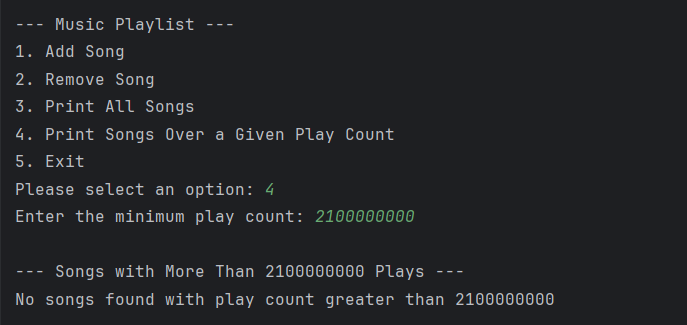 --- Music Playlist ---
1. Add Song
2. Remove Song
3. Print All Songs
4. Print Songs Over a Given Play Count
5. Exit
Please select an option: 4
Enter the minimum play count: 2100000000
--- Songs with More Than 2100000000 Plays ---
No songs found with play count greater than 2100000000